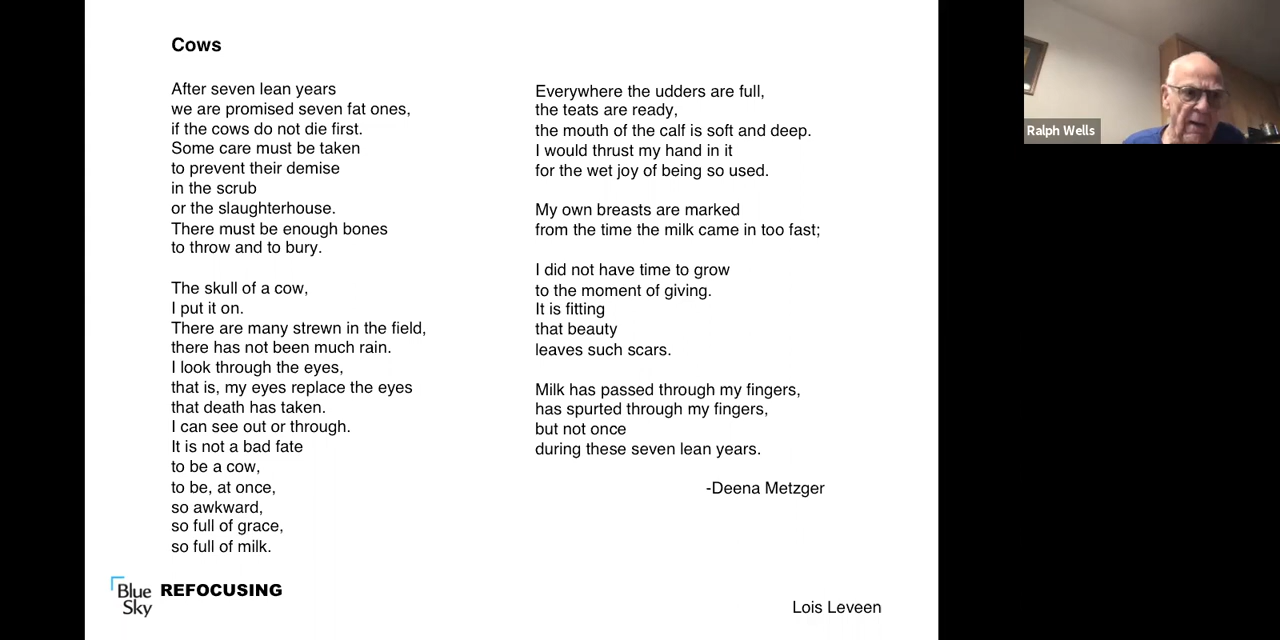 Cows
After seven lean years
we are promised seven fat ones,
if the cows do not die first.
Some care must be taken
to prevent their demise
in the scrub
or the slaughterhouse.
There must be enough bones
to throw and to bury.
The skull of a cow,
I put it on.
There are many strewn in the field,
there has not been much rain.
I look through the eyes,
that is, my eyes replace the eyes
that death has taken.
I can see out or through.
It is not a bad fate
to be a cow,
to be, at once,
so awkward,
so full of grace,
so full of milk.
Everywhere the udders are full,
the teats are ready,
the mouth of the calf is soft and deep.
I would thrust my hand in it
for the wet joy of being so used.
My own breasts are marked
from the time the milk came in too fast;
I did not have time to grow
to the moment of giving.
It is fitting
that beauty
leaves such scars.
Milk has passed through my fingers,
has spurted through my fingers,
but not once
during these seven lean years.
-Deena Metzger
Blue
Sky
REFOCUSING
Lois Leveen
Ralph Wells